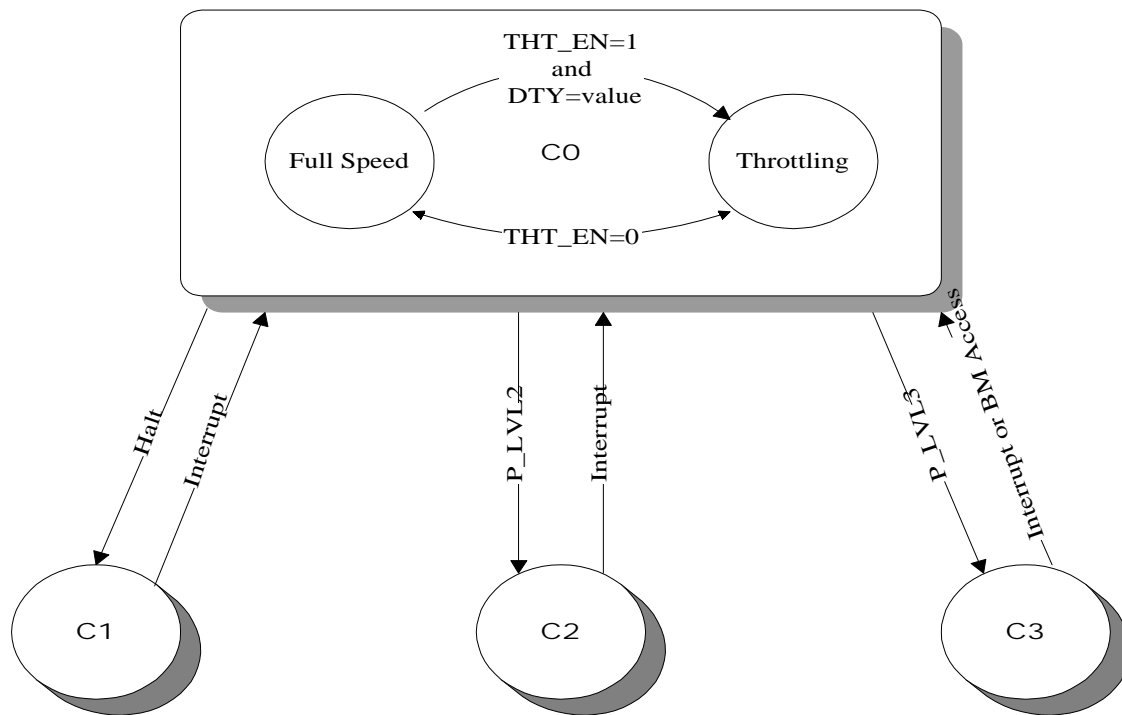 THT_EN=1
and
DTY=value
Full Speed
C0
Throttling
THT_EN=0
Halt
Interrupt
P_LVL2
Interrupt
P_LVL3
Interrupt or BM Access
C1
C2
C3